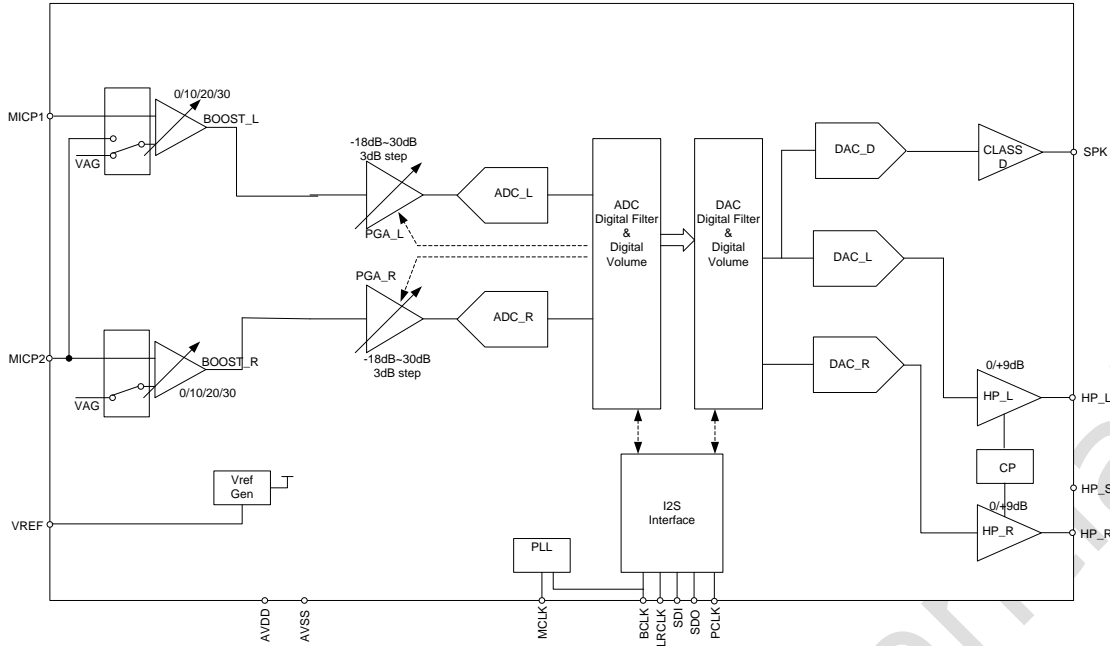 MICP1
VAG
0/10/20/30
BOOST_L
-18dB~30dB
3dB step
PGA_L
ADC_L
PGA_R
-18dB~30dB
3dB step
ADC_R
MICP2
VAG
BOOST_R
0/10/20/30
ADC
Digital Filter
&
Digital
Volume
DAC
Digital Filter
&
Digital
Volume
DAC_D
CLASS
D
SPK
DAC_L
DAC_R
0/+9dB
HP_L
HP_L
CP
0/+9dB
HP_R
HP_R
Vref
Gen
VREF
I2S
Interface
PLL
AVDD
AVSS
MCLK
BCLK
LRCLK
SDI
SDO
PCLK